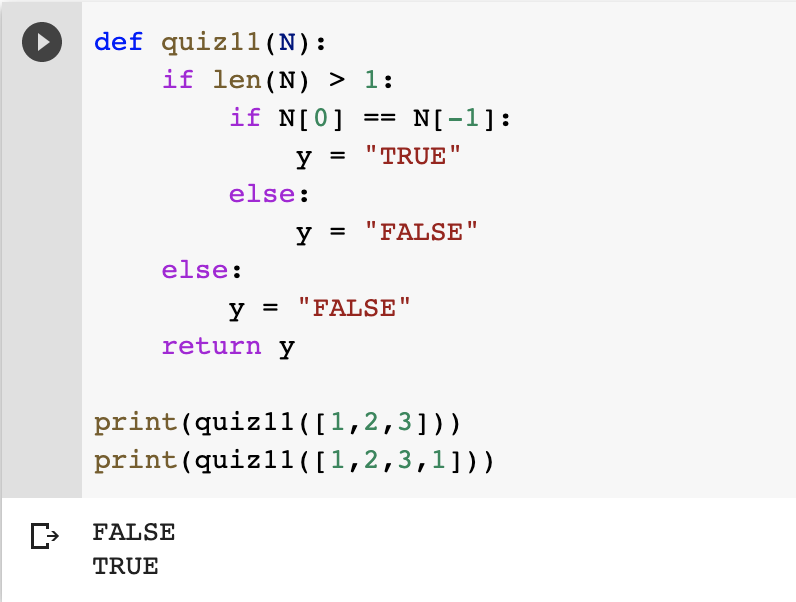 def quiz11(N):
    if len(N) > 1:
        if N[0] == N[-1]:
            y = "TRUE"
        else:
            y = "FALSE"
    else:
        y = "FALSE"
    return y

print(quiz11([1,2,3]))
print(quiz11([1,2,3,1]))
FALSE
TRUE